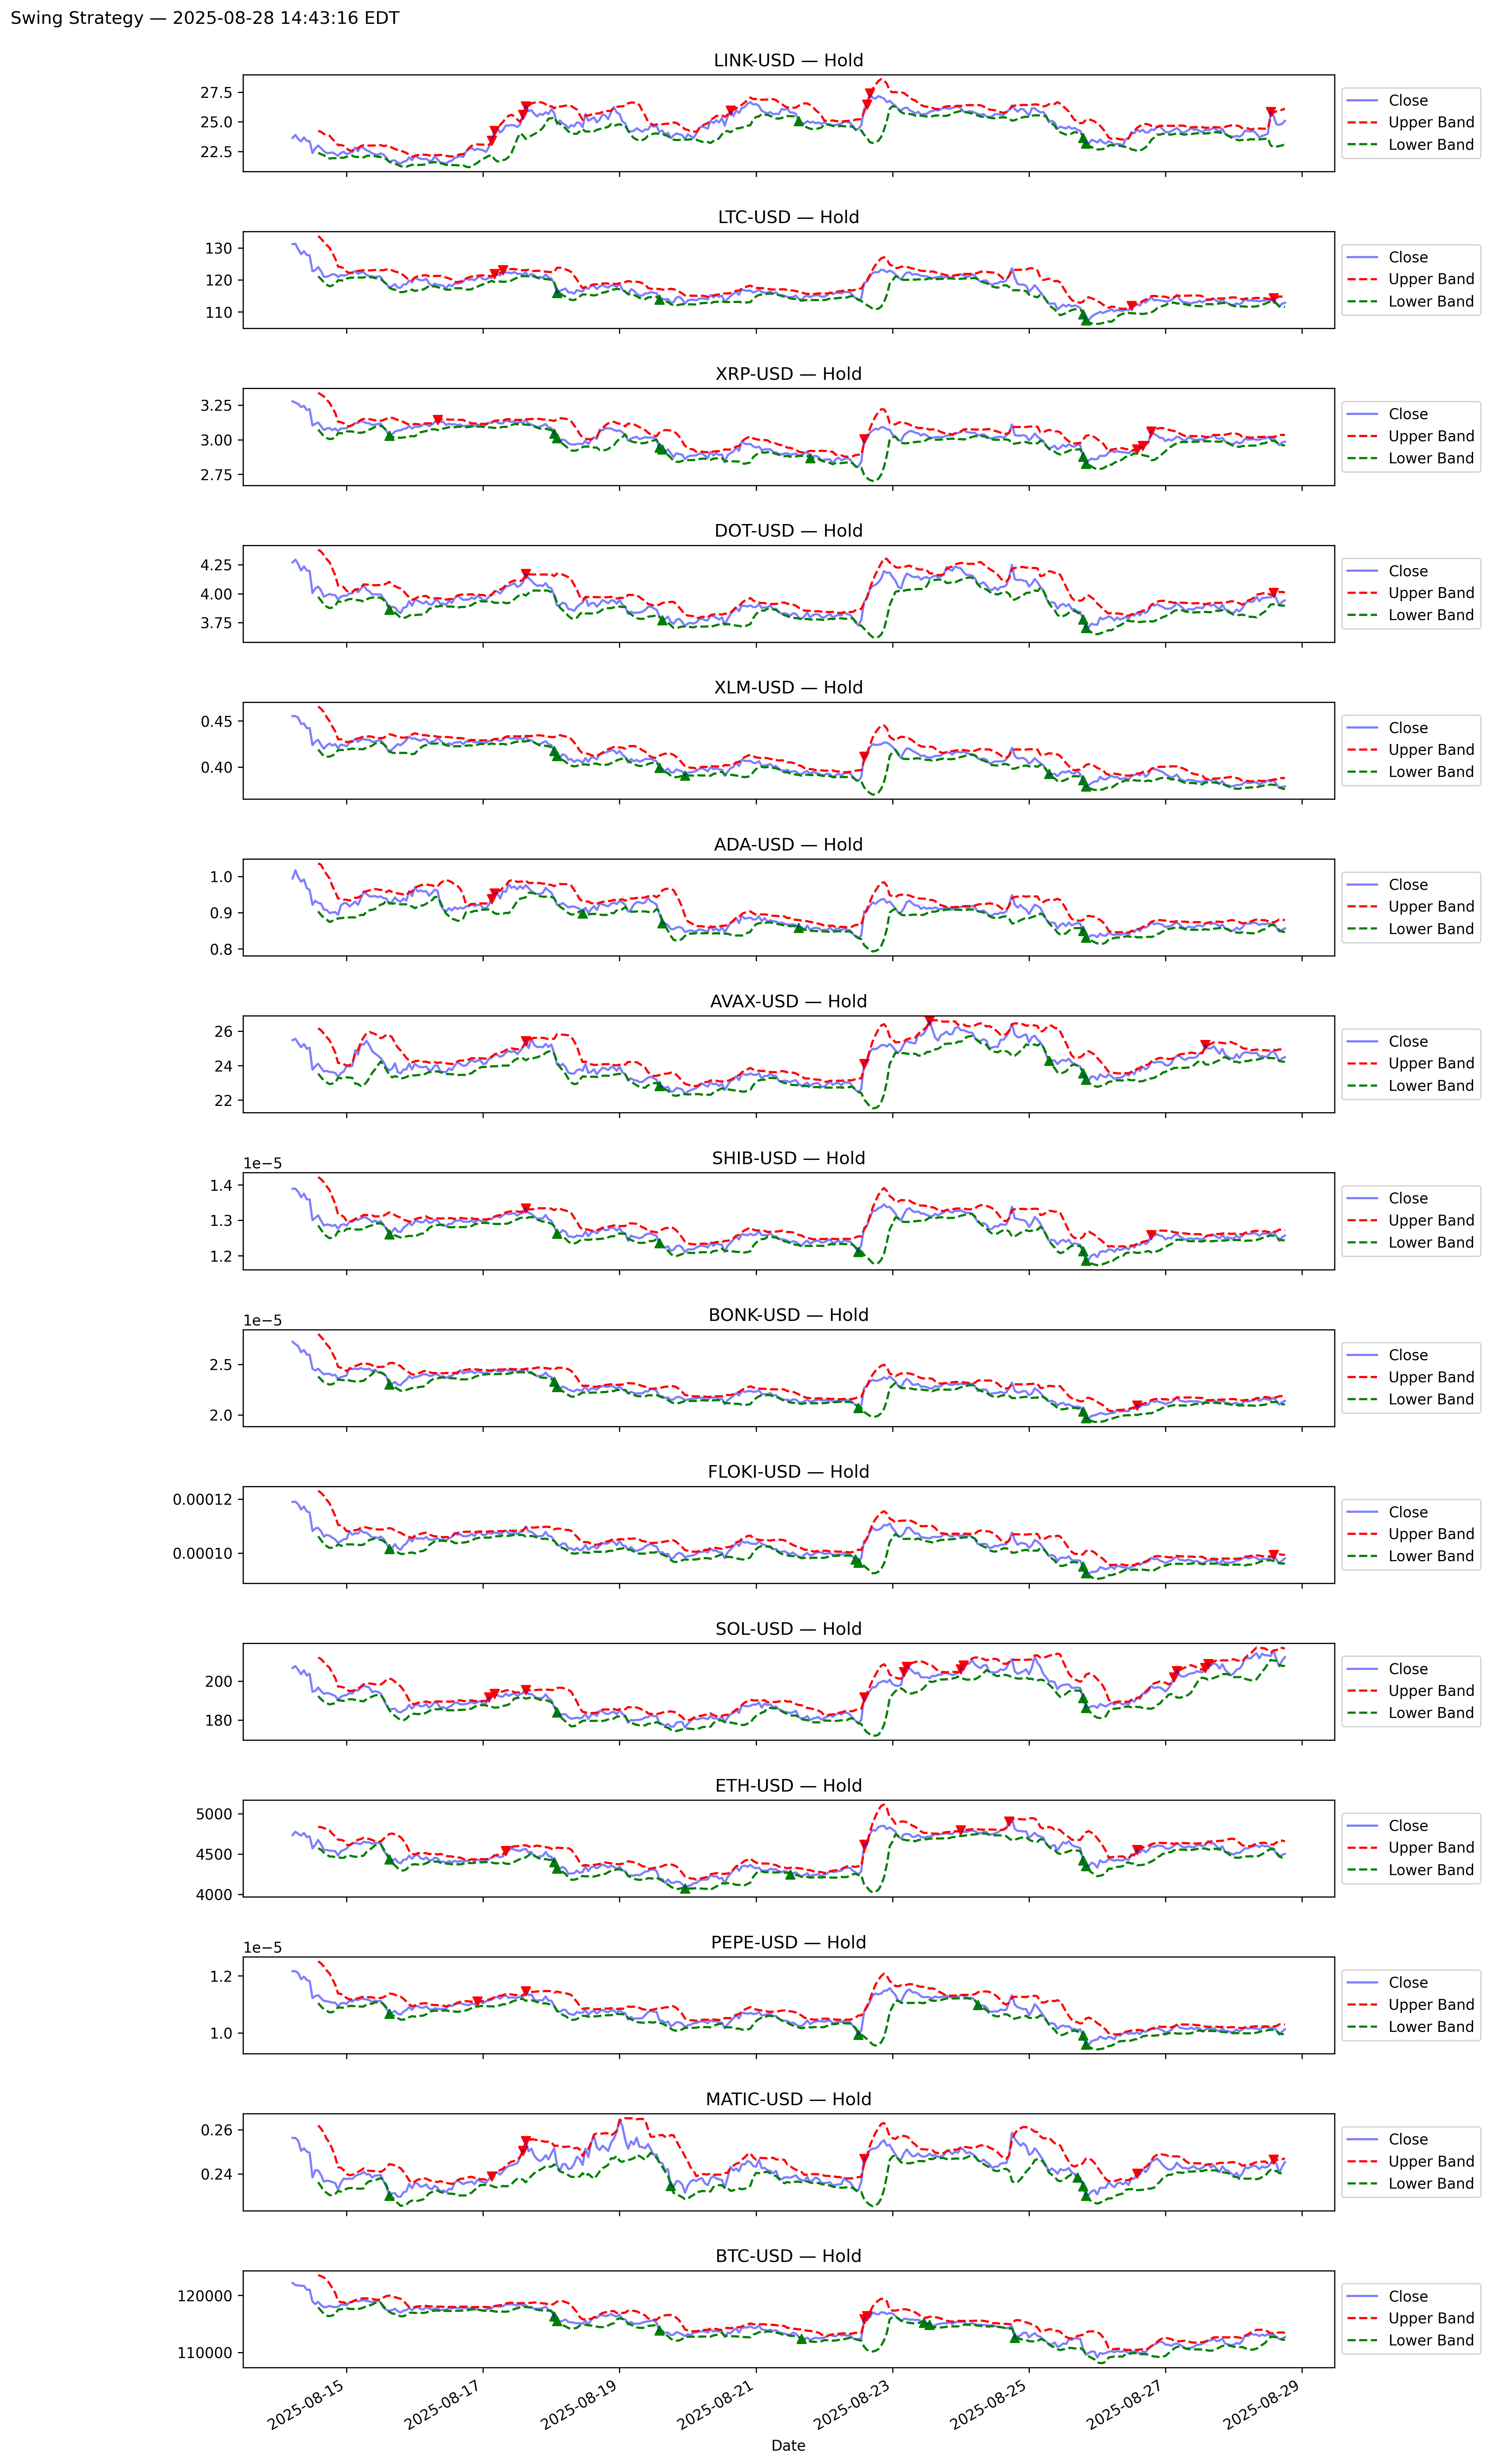 Swing Strategy — 2025-08-28 14:43:16 EDT
LINK-USD — Hold
27.5
25.0
22.5
Close
Upper Band
Lower Band
LTC-USD — Hold
130
120
110
Close
Upper Band
Lower Band
XRP-USD — Hold
3.25
3.00
2.75
Close
Upper Band
Lower Band
DOT-USD — Hold
4.25
4.00
3.75
Close
Upper Band
Lower Band
XLM-USD — Hold
0.45
0.40
Close
Upper Band
Lower Band
ADA-USD — Hold
1.0
0.9
0.8
Close
Upper Band
Lower Band
AVAX-USD — Hold
26
24
22
Close
Upper Band
Lower Band
SHIB-USD — Hold
1e−5
1.4
1.3
1.2
Close
Upper Band
Lower Band
BONK-USD — Hold
1e−5
2.5
2.0
Close
Upper Band
Lower Band
FLOKI-USD — Hold
0.00012
0.00010
Close
Upper Band
Lower Band
SOL-USD — Hold
200
180
Close
Upper Band
Lower Band
ETH-USD — Hold
5000
4500
4000
Close
Upper Band
Lower Band
PEPE-USD — Hold
1e−5
1.2
1.0
Close
Upper Band
Lower Band
MATIC-USD — Hold
0.26
0.24
Close
Upper Band
Lower Band
BTC-USD — Hold
120000
110000
Close
Upper Band
Lower Band
2025-08-15
2025-08-17
2025-08-19
2025-08-21
2025-08-23
2025-08-25
2025-08-27
2025-08-29
Date